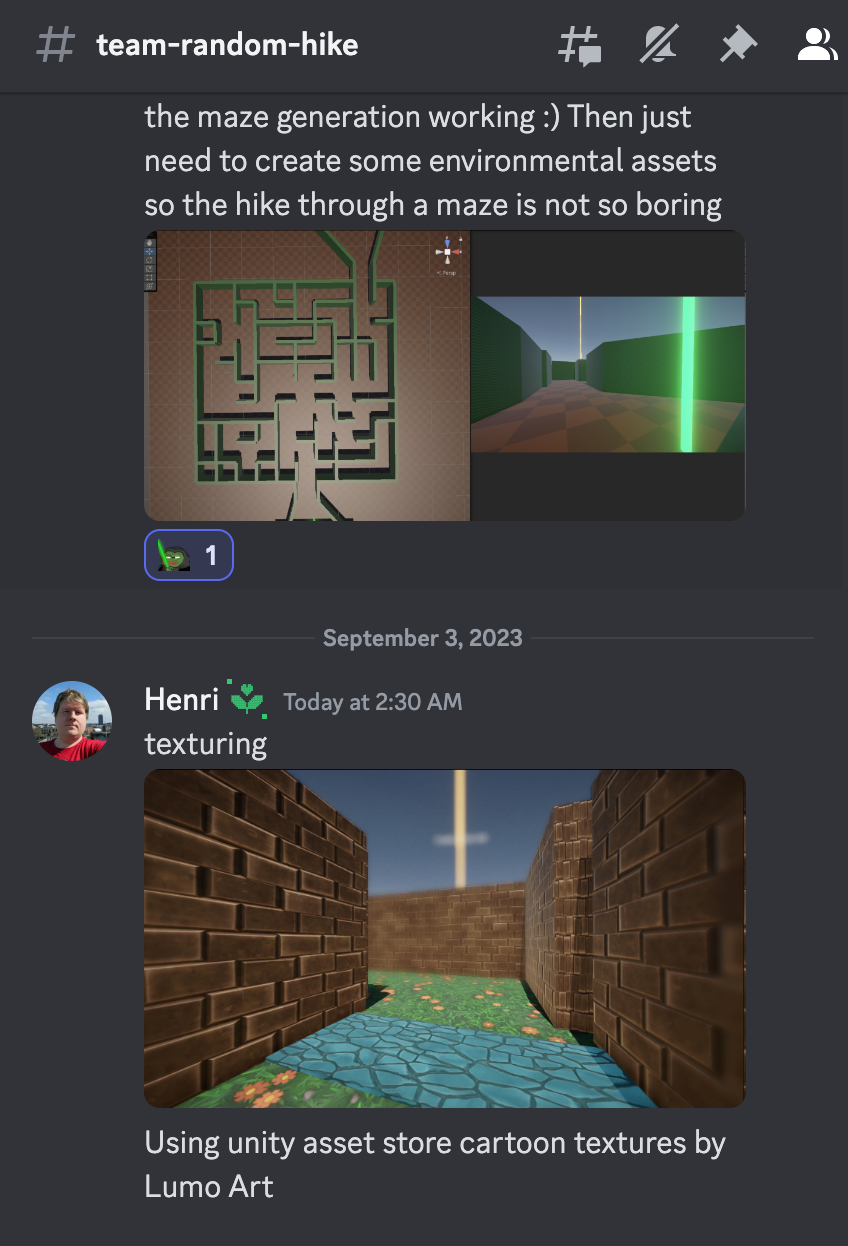 team-random-hike
the maze generation working :) Then just
need to create some environmental assets
so the hike through a maze is not so boring
< Persp
1
September 3, 2023
Henri Today at 2:30 AM
texturing
Using unity asset store cartoon textures by
Lumo Art